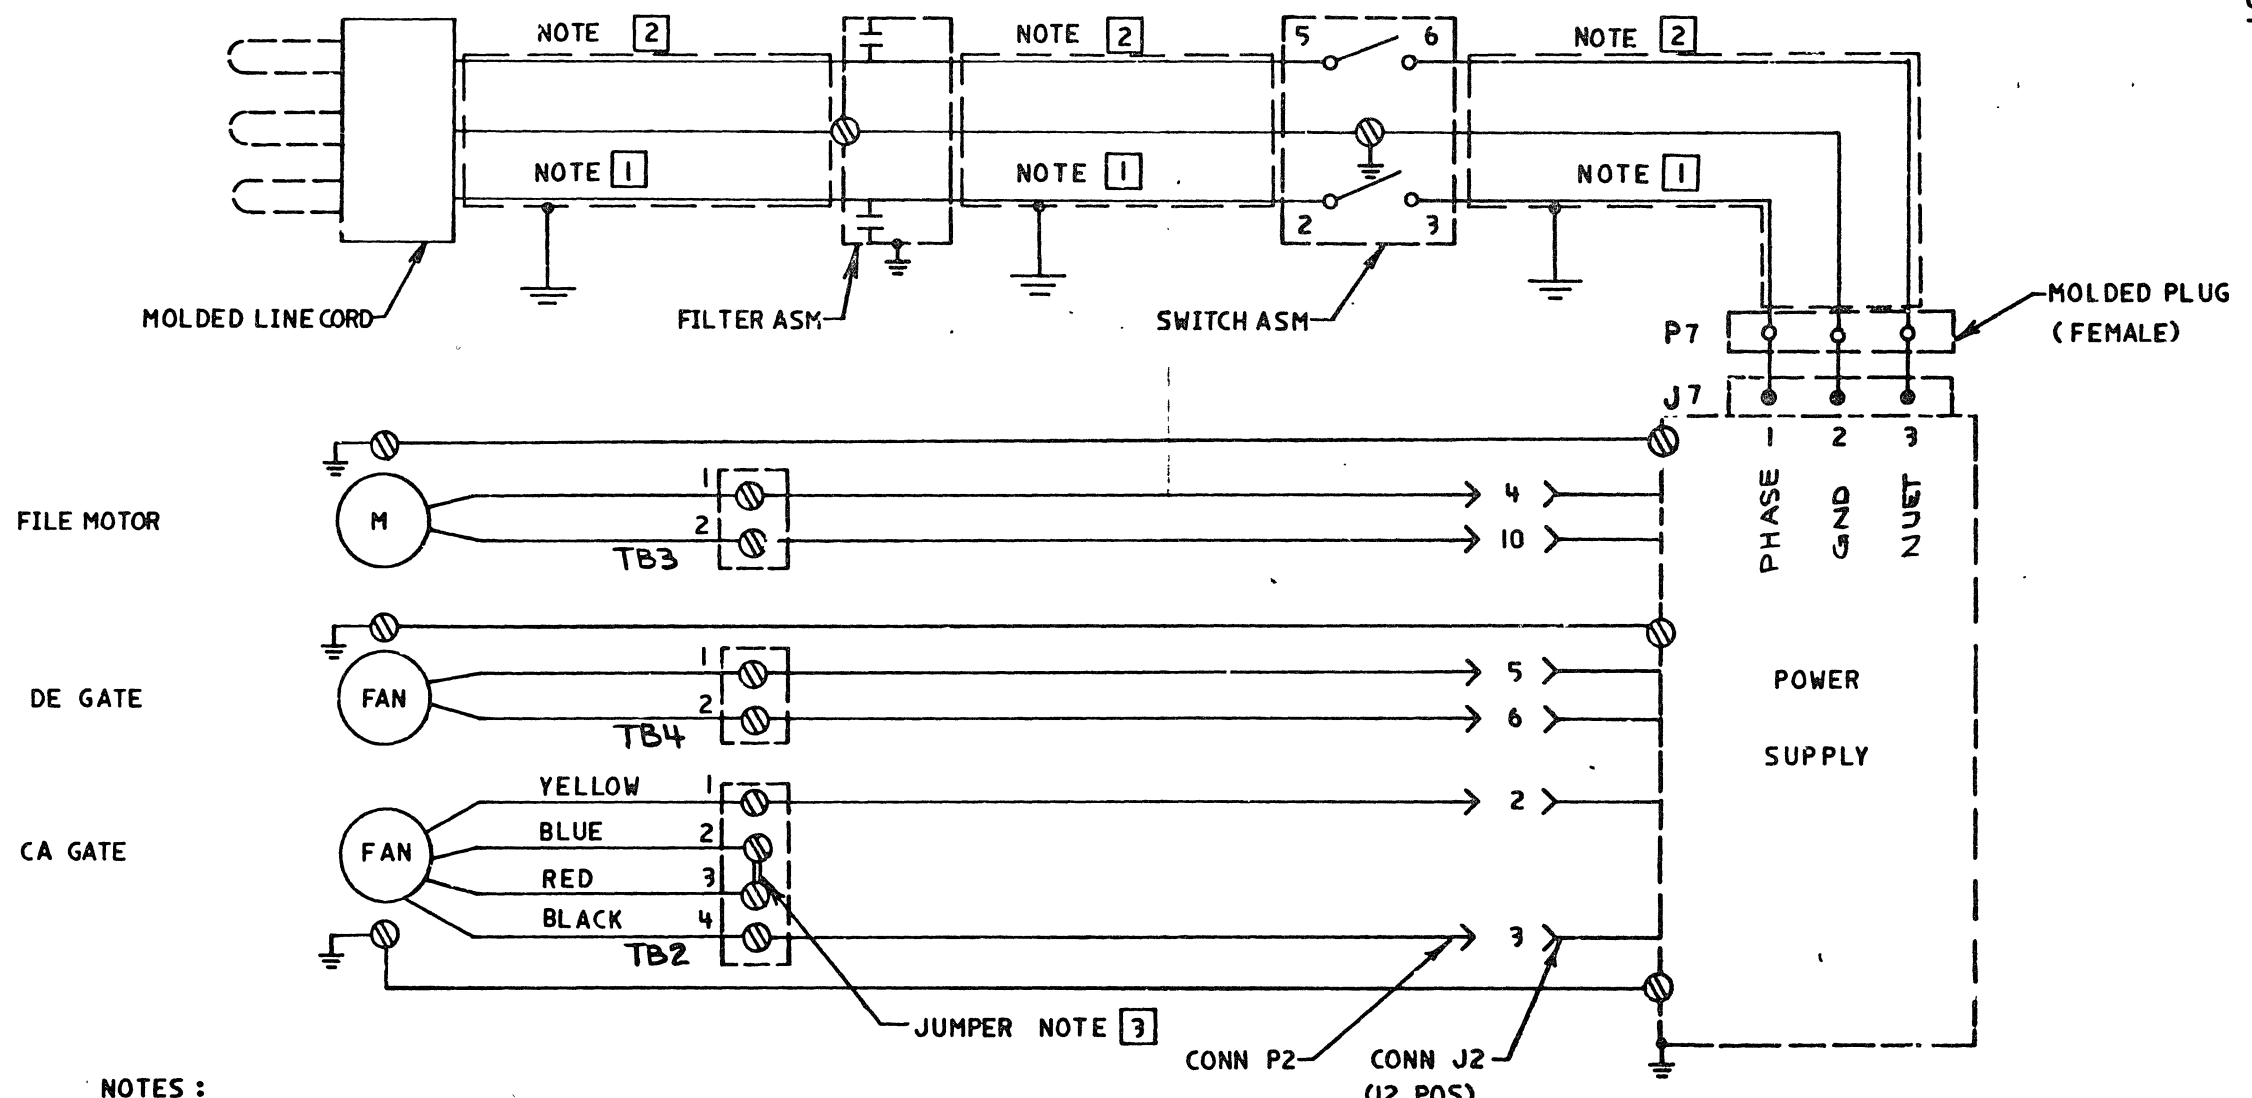 NOTE 2
NOTE 2
5 6
NOTE 2
NOTE 1
NOTE 1
NOTE 1
2 3
MOLDED LINE CORD
FILTER ASM
SWITCH ASM
MOLDED PLUG
(FEMALE)
P7
J7
1 2 3
PHASE
GND
NUET
FILE MOTOR
M
1
2
TB3
4
10
DE GATE
FAN
1
2
TB4
5
6
POWER
SUPPLY
CA GATE
FAN
YELLOW 1
BLUE 2
RED 3
BLACK 4
TB2
2
3
JUMPER NOTE 3
CONN P2
CONN J2
(12 POS)
NOTES :